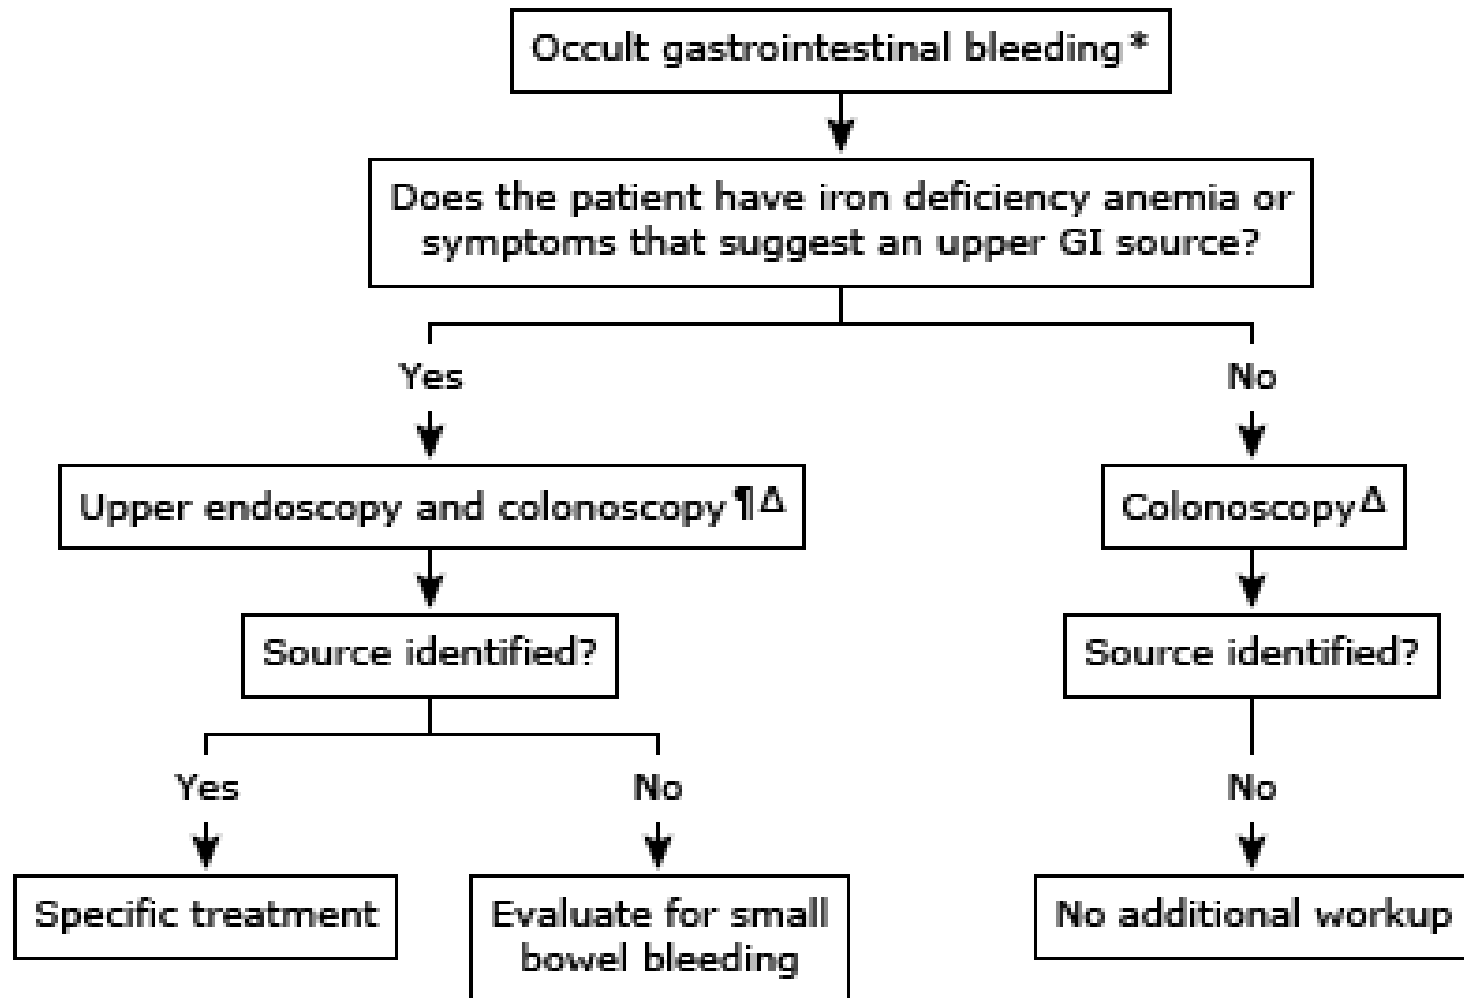 Occult gastrointestinal bleeding*
Does the patient have iron deficiency anemia or
symptoms that suggest an upper GI source?
Yes
No
Upper endoscopy and colonoscopy¶Δ
ColonoscopyΔ
Source identified?
Source identified?
Yes
No
No
Specific treatment
Evaluate for small
bowel bleeding
No additional workup